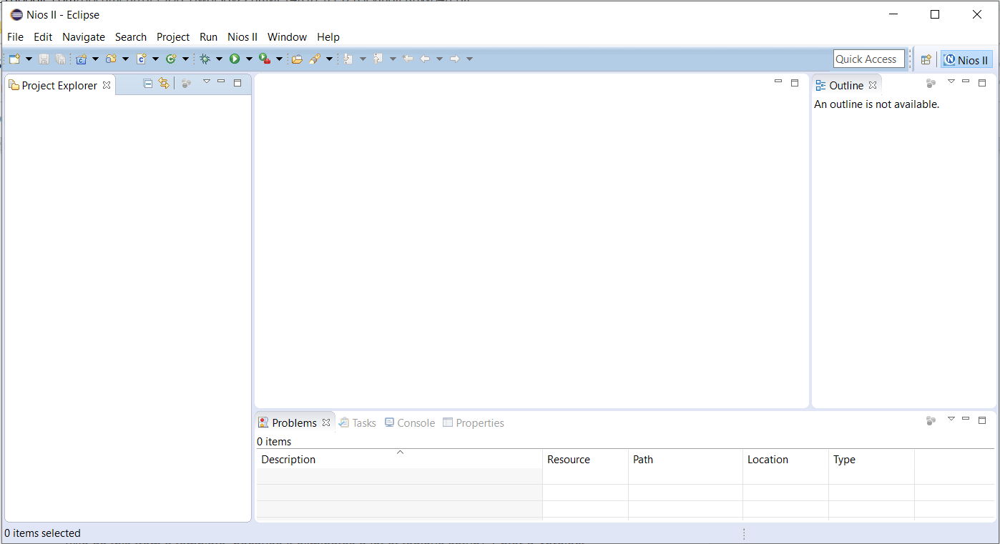 Nios II - Eclipse
File Edit Navigate Search Project Run Nios II Window Help
Quick Access
Nios II
Project Explorer
Outline
An outline is not available.
Problems Tasks Console Properties
0 items
Description Resource Path Location Type
0 items selected